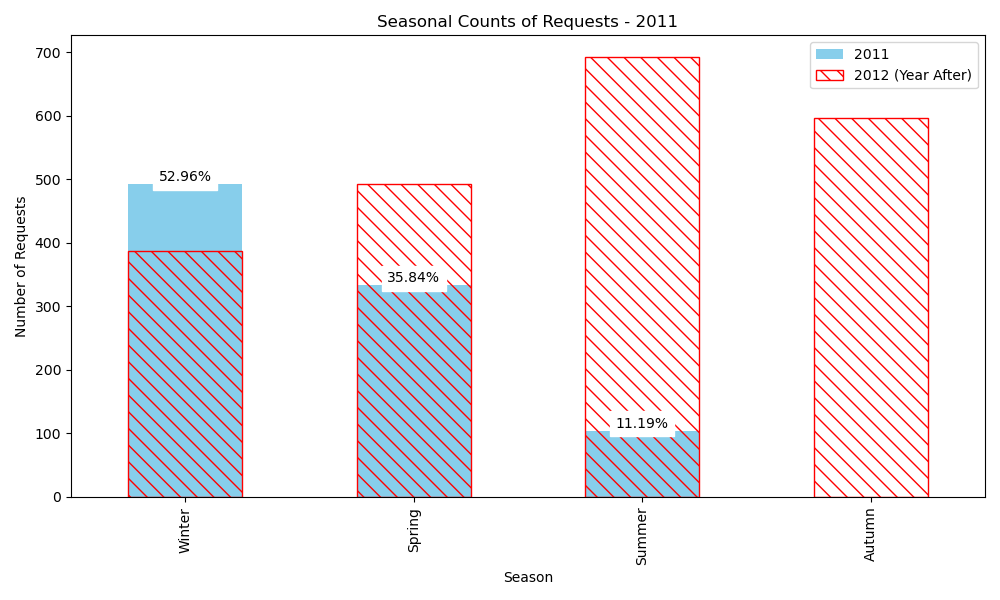 Seasonal Counts of Requests - 2011
2011
2012 (Year After)
Number of Requests
700
600
500
400
300
200
100
0
52.96%
35.84%
11.19%
Winter
Spring
Summer
Autumn
Season